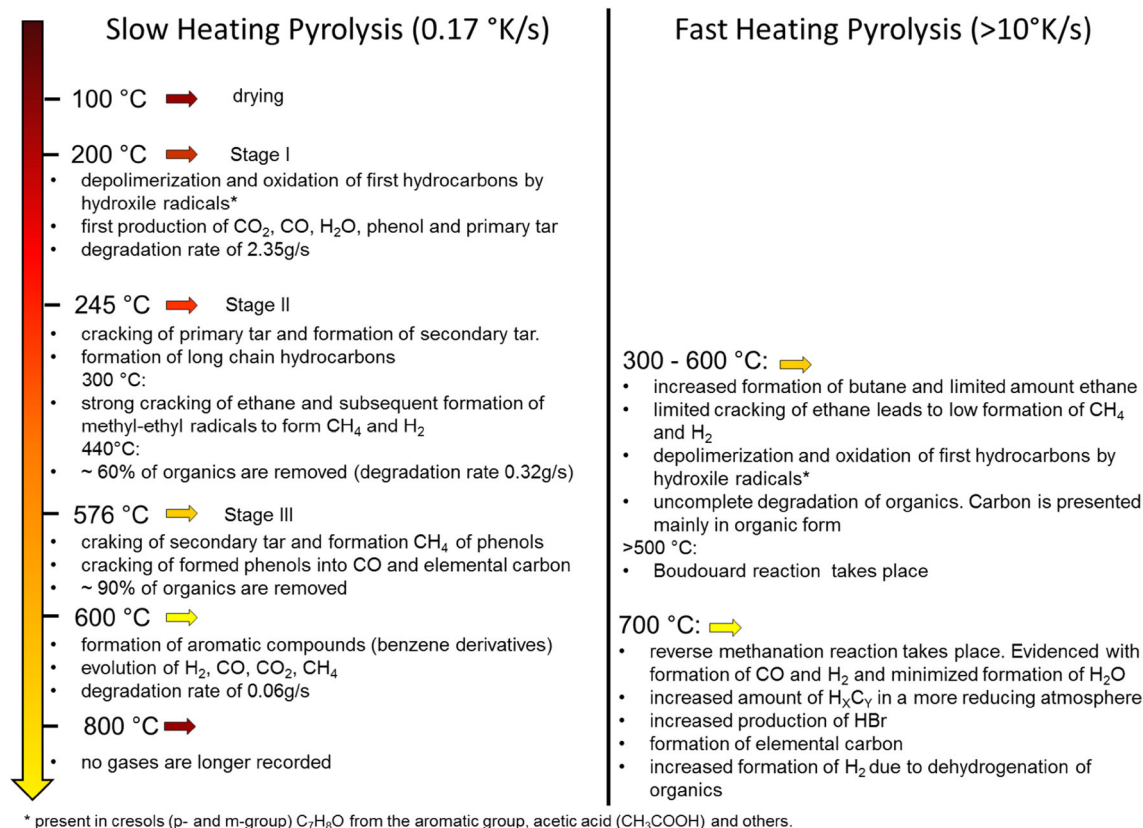 Slow Heating Pyrolysis (0.17 °K/s)
100 °C
drying
200 °C
Stage I
• depolimerization and oxidation of first hydrocarbons by
hydroxile radicals*
• first production of CO₂, CO, H₂O, phenol and primary tar
• degradation rate of 2.35g/s
245 °C
Stage II
• cracking of primary tar and formation of secondary tar.
• formation of long chain hydrocarbons
300 °C:
• strong cracking of ethane and subsequent formation of
methyl-ethyl radicals to form CH₄ and H₂
440°C:
• ~ 60% of organics are removed (degradation rate 0.32g/s)
576 °C
Stage III
• craking of secondary tar and formation CH₄ of phenols
• cracking of formed phenols into CO and elemental carbon
• ~ 90% of organics are removed
600 °C
• formation of aromatic compounds (benzene derivatives)
• evolution of H₂, CO, CO₂, CH₄
• degradation rate of 0.06g/s
800 °C
• no gases are longer recorded
Fast Heating Pyrolysis (>10°K/s)
300 - 600 °C:
• increased formation of butane and limited amount ethane
• limited cracking of ethane leads to low formation of CH₄
and H₂
• depolimerization and oxidation of first hydrocarbons by
hydroxile radicals*
• uncomplete degradation of organics. Carbon is presented
mainly in organic form
>500 °C:
• Boudouard reaction takes place
700 °C:
• reverse methanation reaction takes place. Evidenced with
formation of CO and H₂ and minimized formation of H₂O
• increased amount of HₓCᵧ in a more reducing atmosphere
• increased production of HBr
• formation of elemental carbon
• increased formation of H₂ due to dehydrogenation of
organics
* present in cresols (p- and m-group) C₇H₈O from the aromatic group, acetic acid (CH₃COOH) and others.